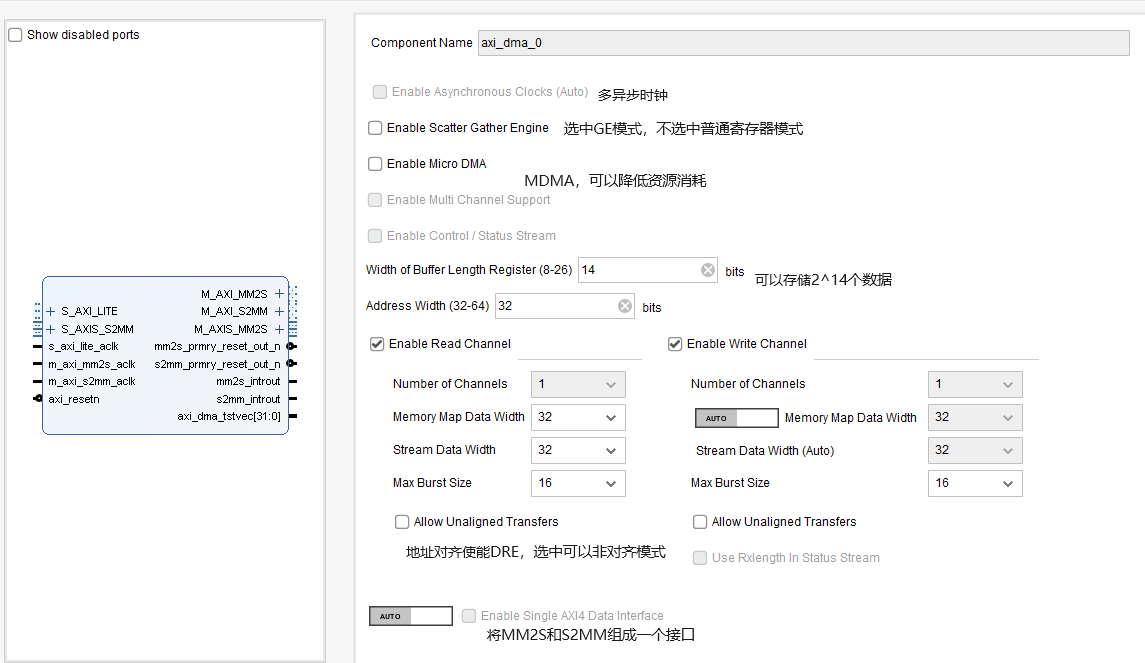 Show disabled ports
S_AXI_LITE
S_AXIS_S2MM
s_axi_lite_aclk
m_axi_mm2s_aclk
m_axi_s2mm_aclk
axi_resetn
M_AXI_MM2S
M_AXI_S2MM
M_AXIS_MM2S
mm2s_prmry_reset_out_n
s2mm_prmry_reset_out_n
mm2s_introut
s2mm_introut
axi_dma_tstvec[31:0]
Component Name axi_dma_0
Enable Asynchronous Clocks (Auto) 多异步时钟
Enable Scatter Gather Engine 选中GE模式，不选中普通寄存器模式
Enable Micro DMA
MDMA，可以降低资源消耗
Enable Multi Channel Support
Enable Control / Status Stream
Width of Buffer Length Register (8-26) 14 bits 可以存储2^14个数据
Address Width (32-64) 32 bits
Enable Read Channel
Number of Channels 1
Memory Map Data Width 32
Stream Data Width 32
Max Burst Size 16
Allow Unaligned Transfers
地址对齐使能DRE，选中可以非对齐模式
Enable Write Channel
Number of Channels 1
AUTO Memory Map Data Width 32
Stream Data Width (Auto) 32
Max Burst Size 16
Allow Unaligned Transfers
Use Rxlength In Status Stream
AUTO Enable Single AXI4 Data Interface
将MM2S和S2MM组成一个接口